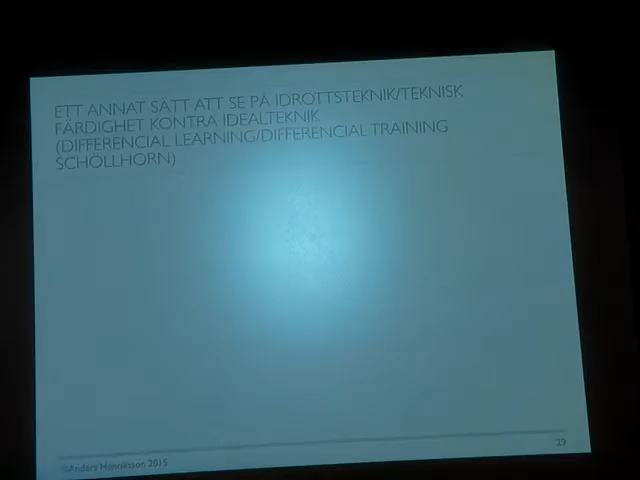 ETT ANNAT SÄTT ATT SE PÅ IDROTTSTEKNIK/TEKNISK
FÄRDIGHET KONTRA IDEALTEKNIK
(DIFFERENCIAL LEARNING/DIFFERENCIAL TRAINING
SCHÖLLHORN)
©Anders Henriksson 2015
29